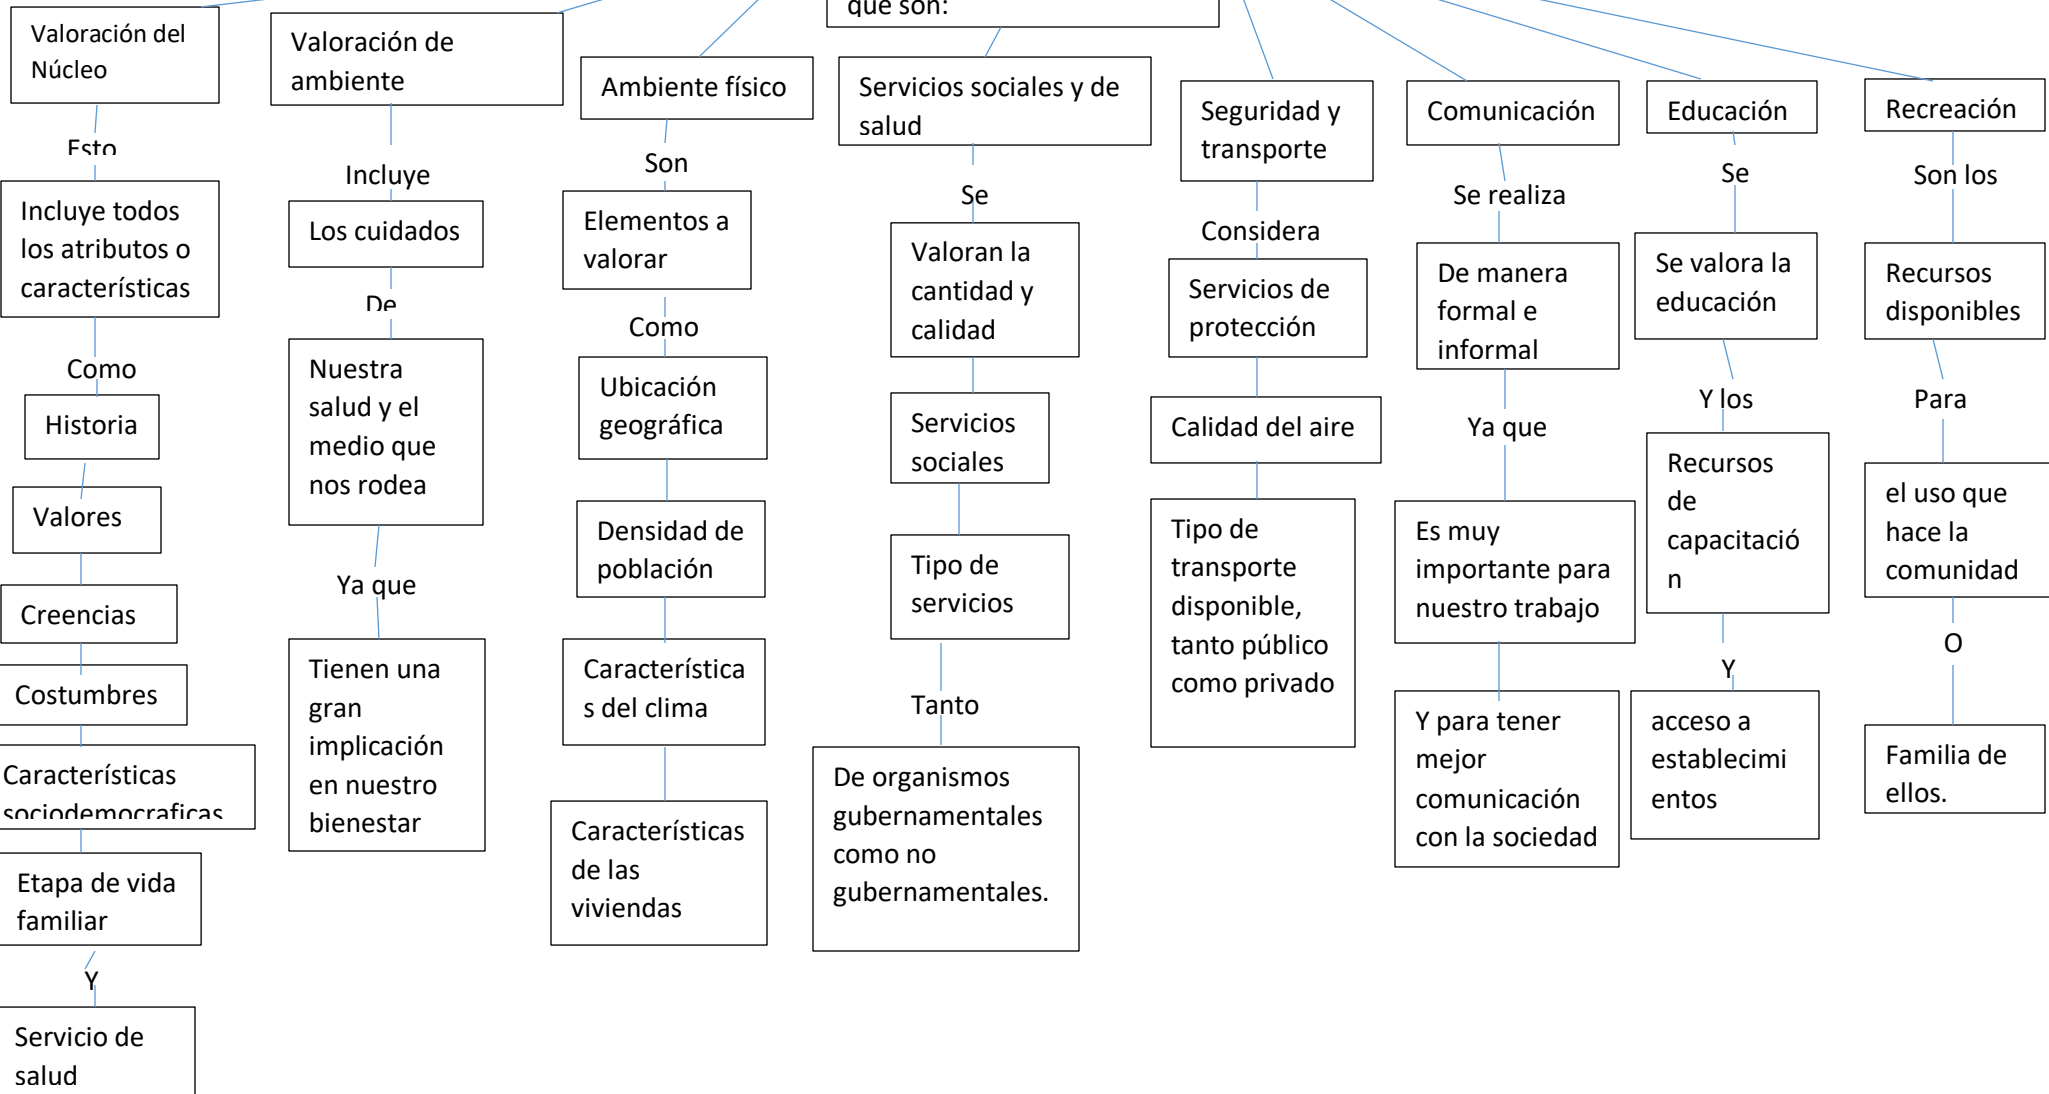 que son:
Valoración del
Núcleo
Esto
Incluye todos
los atributos o
características
Como
Historia
Valores
Creencias
Costumbres
Características
sociodemocraficas
Etapa de vida
familiar
Y
Servicio de
salud
Valoración de
ambiente
Incluye
Los cuidados
De
Nuestra
salud y el
medio que
nos rodea
Ya que
Tienen una
gran
implicación
en nuestro
bienestar
Ambiente físico
Son
Elementos a
valorar
Como
Ubicación
geográfica
Densidad de
población
Característica
s del clima
Características
de las
viviendas
Servicios sociales y de
salud
Se
Valoran la
cantidad y
calidad
Servicios
sociales
Tipo de
servicios
Tanto
De organismos
gubernamentales
como no
gubernamentales.
Seguridad y
transporte
Considera
Servicios de
protección
Calidad del aire
Tipo de
transporte
disponible,
tanto público
como privado
Comunicación
Se realiza
De manera
formal e
informal
Ya que
Es muy
importante para
nuestro trabajo
Y para tener
mejor
comunicación
con la sociedad
Educación
Se
Se valora la
educación
Y los
Recursos
de
capacitació
n
Y
acceso a
establecimi
entos
Recreación
Son los
Recursos
disponibles
Para
el uso que
hace la
comunidad
O
Familia de
ellos.